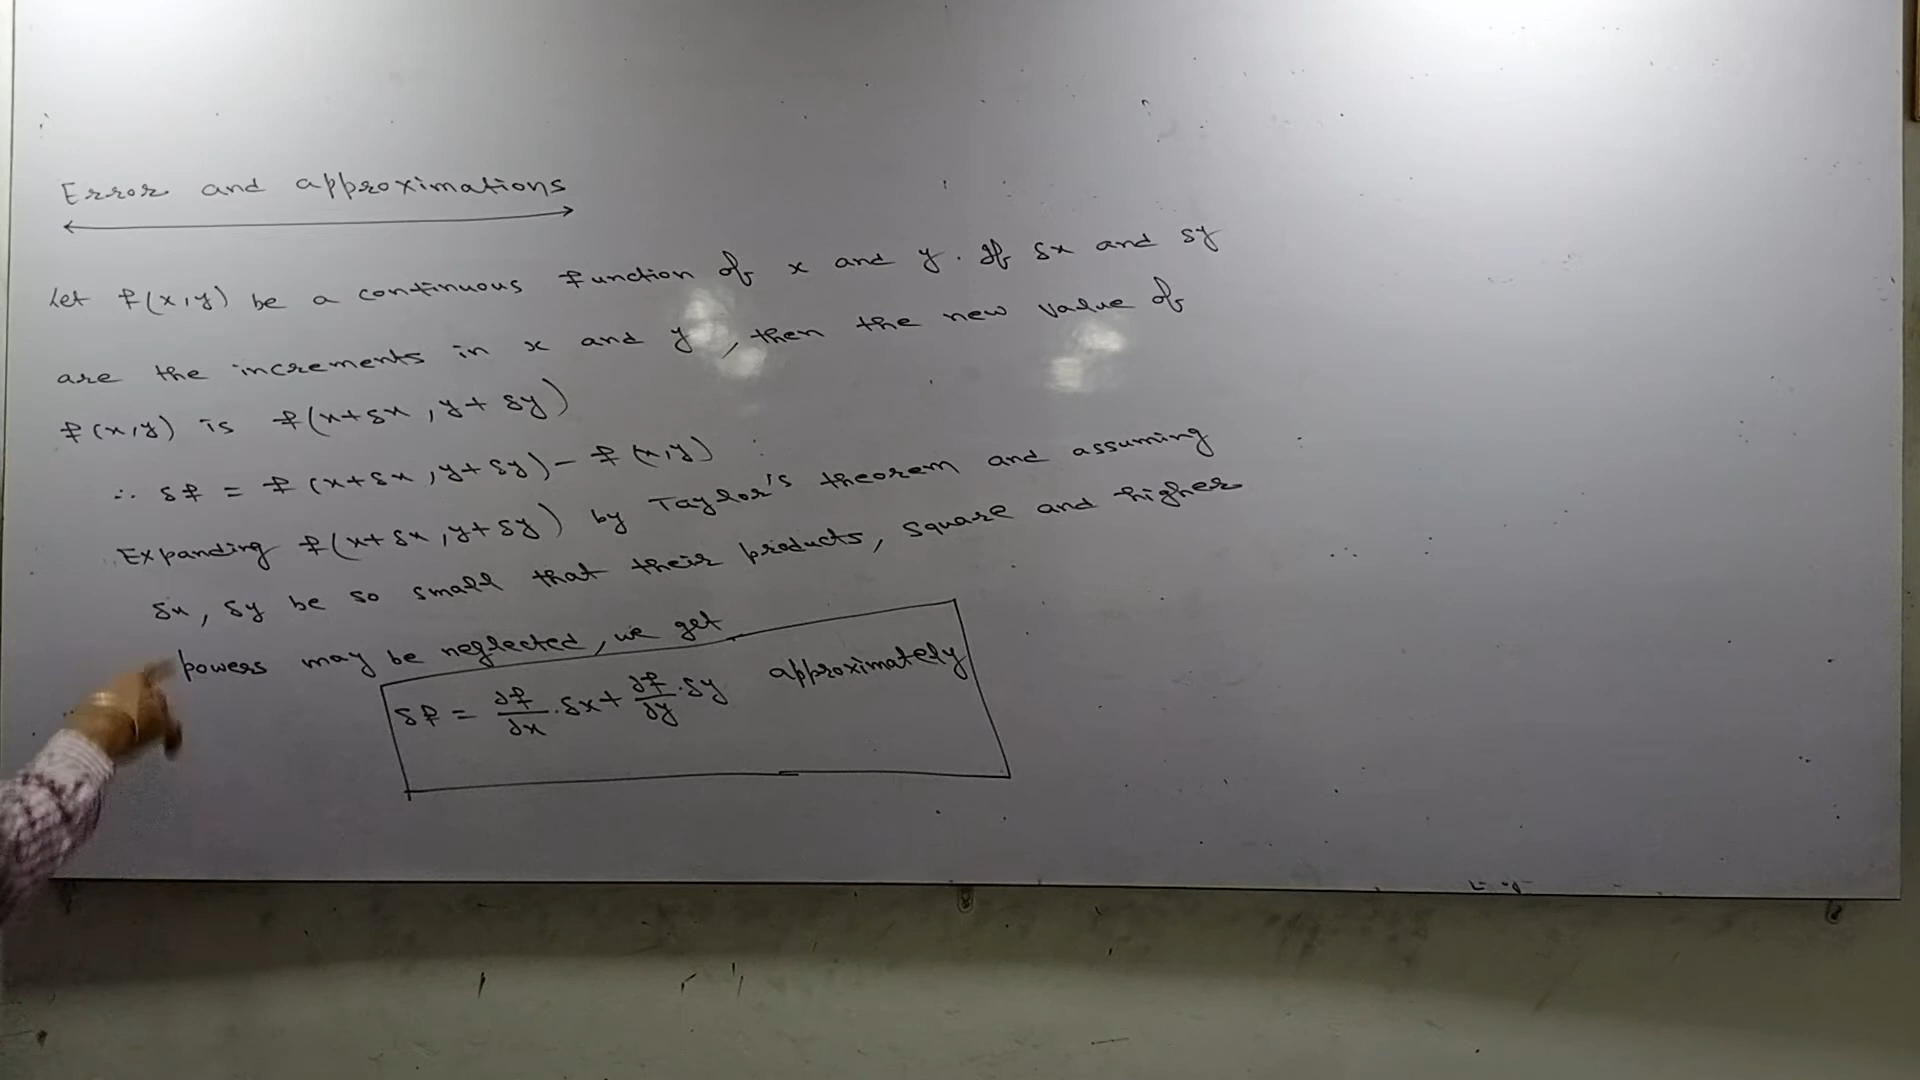 Error and approximations
Let f(x,y) be a continuous function of x and y. If δx and δy
are the increments in x and y, then the new value of
f(x,y) is f(x+δx, y+δy)
∴ δf = f(x+δx, y+δy) − f(x,y)
Expanding f(x+δx, y+δy) by Taylor's theorem and assuming
δx, δy be so small that their products, square and higher
powers may be neglected, we get
δf = ∂f/∂x · δx + ∂f/∂y · δy approximately